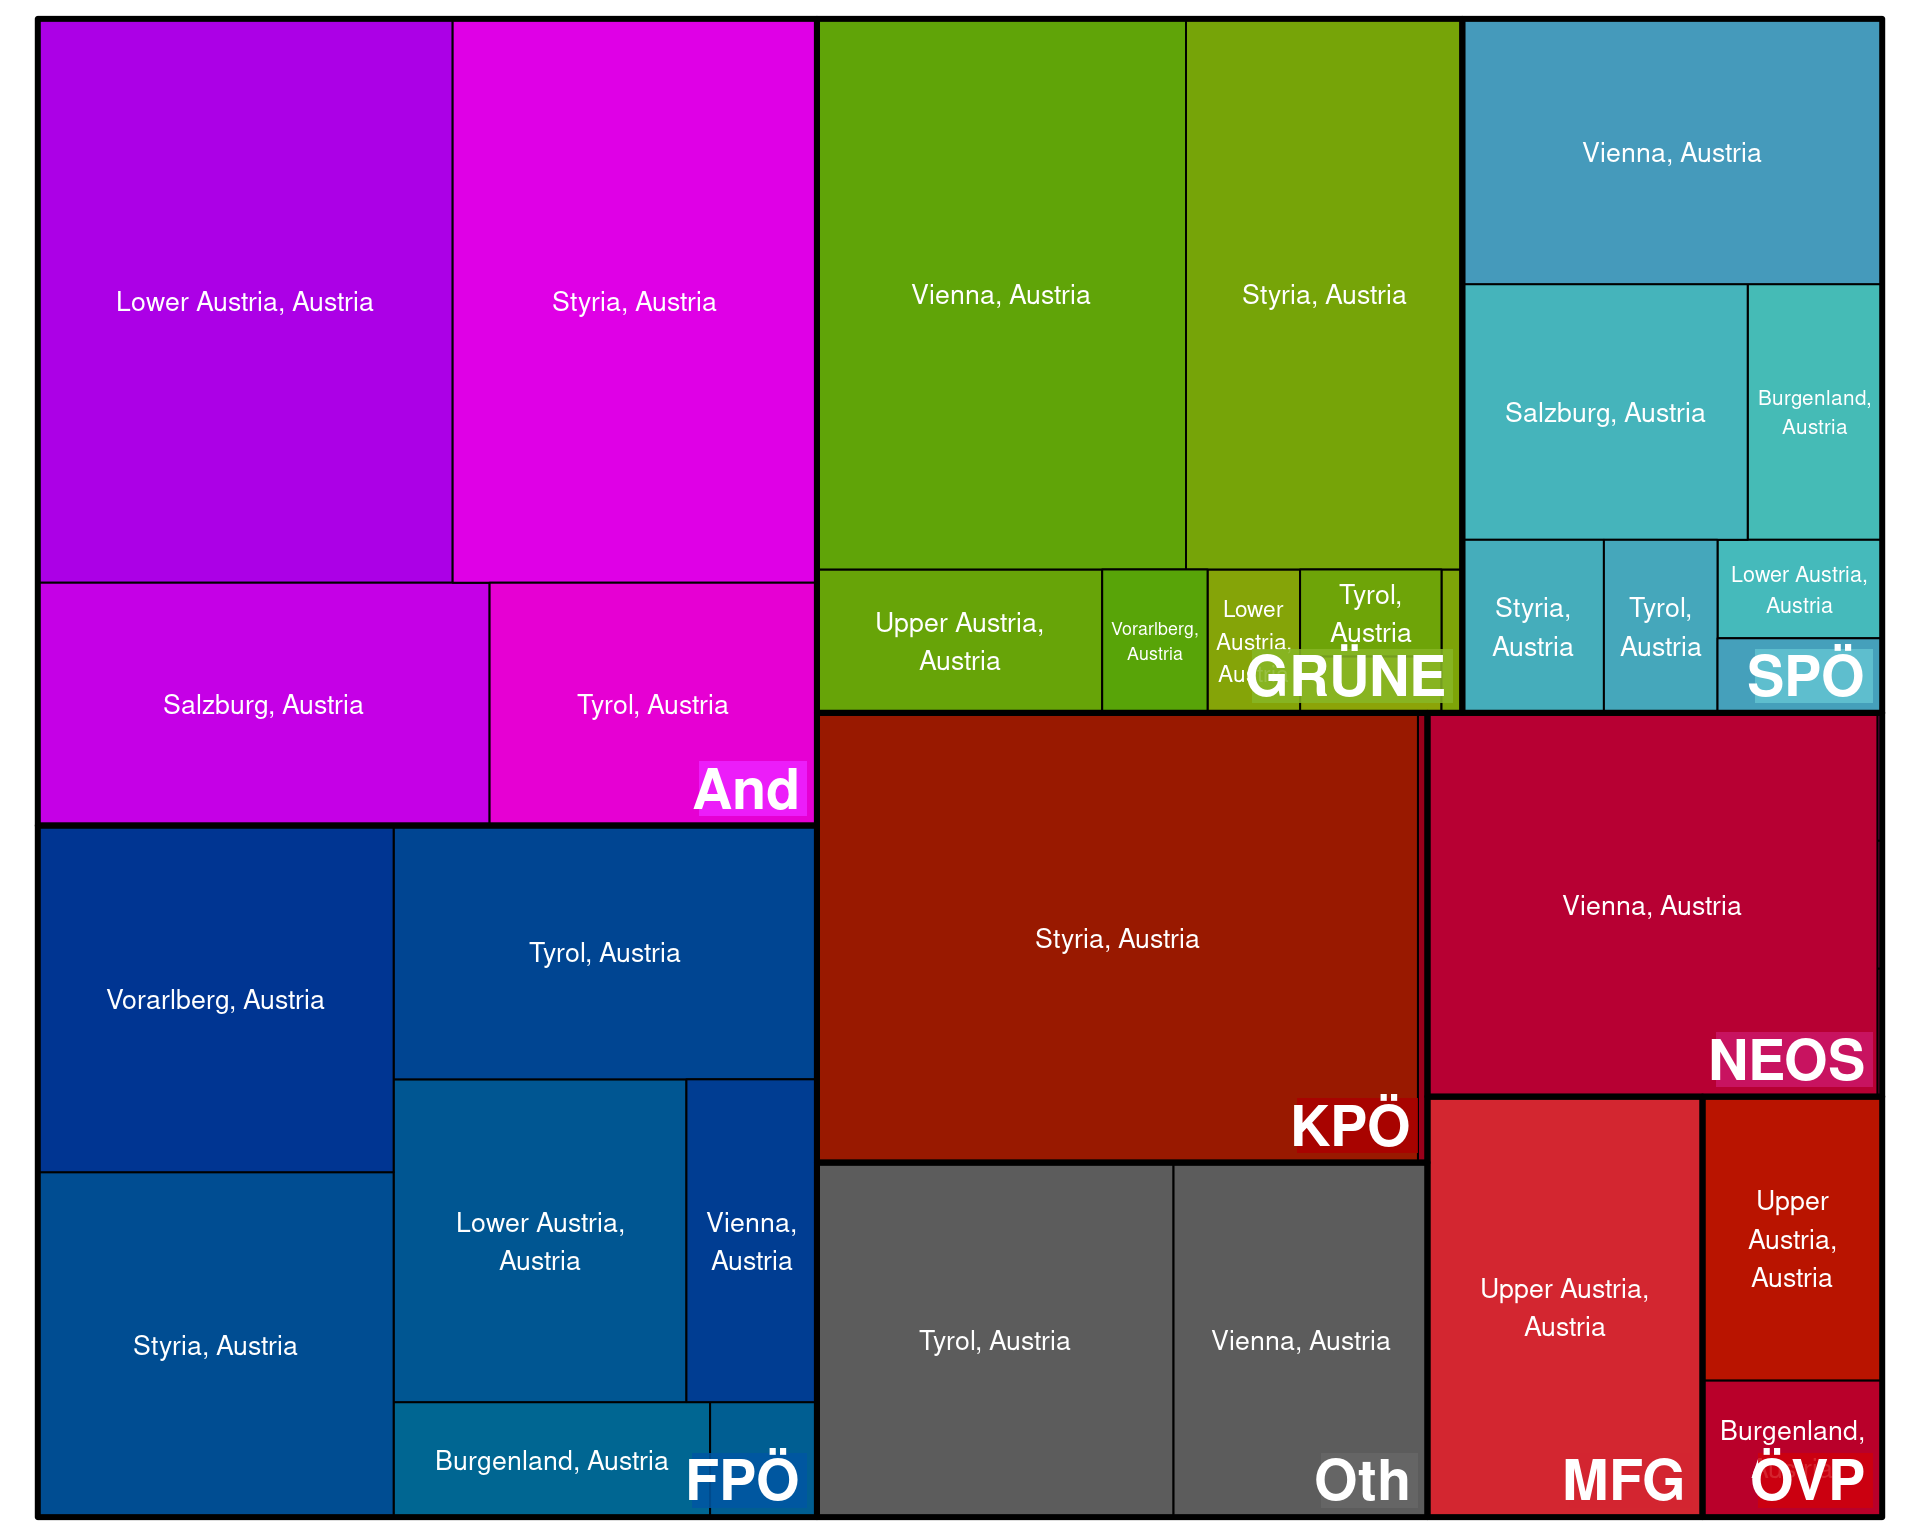 Lower Austria, Austria
Styria, Austria
Salzburg, Austria
Tyrol, Austria
And
Vorarlberg, Austria
Tyrol, Austria
Styria, Austria
Lower Austria,
Austria
Vienna,
Austria
Burgenland, Austria
FPÖ
Vienna, Austria
Styria, Austria
Upper Austria,
Austria
Vorarlberg,
Austria
Lower
Austria,
Tyrol,
Austria
GRÜNE
Vienna, Austria
Salzburg, Austria
Burgenland,
Austria
Styria,
Austria
Tyrol,
Austria
Lower Austria,
Austria
SPÖ
Styria, Austria
KPÖ
Vienna, Austria
NEOS
Tyrol, Austria
Vienna, Austria
Oth
Upper Austria,
Austria
MFG
Upper
Austria,
Austria
Burgenland,
ÖVP